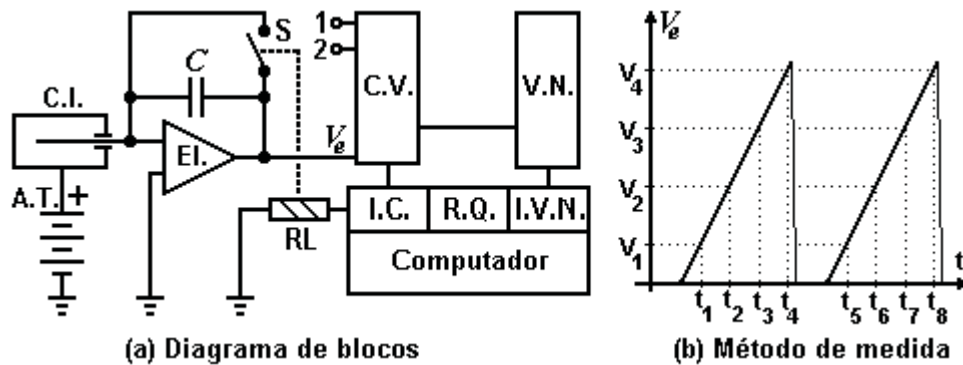 1
2
S
C
C.I.
C.V.
V.N.
EI.
Ve
A.T. +
I.C. R.Q. I.V.N.
RL
Computador
(a) Diagrama de blocos
Ve
V4
V3
V2
V1
t
t1 t2 t3 t4 t5 t6 t7 t8
(b) Método de medida